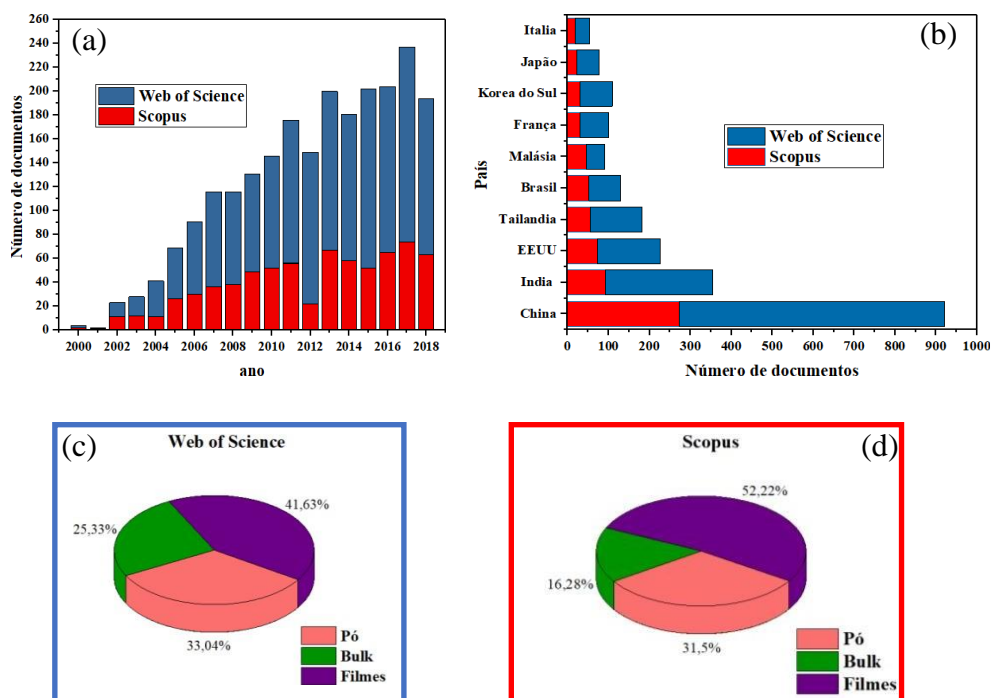 (a)
260
240
220
200
180
160
140
120
100
80
60
40
20
0
Número de documentos
Web of Science
Scopus
2000 2002 2004 2006 2008 2010 2012 2014 2016 2018
ano
(b)
País
Italia
Japão
Korea do Sul
França
Malásia
Brasil
Tailandia
EEUU
India
China
Web of Science
Scopus
0 100 200 300 400 500 600 700 800 900 1000
Número de documentos
(c)
Web of Science
41,63%
25,33%
33,04%
Pó
Bulk
Filmes
Scopus
(d)
52,22%
16,28%
31,5%
Pó
Bulk
Filmes